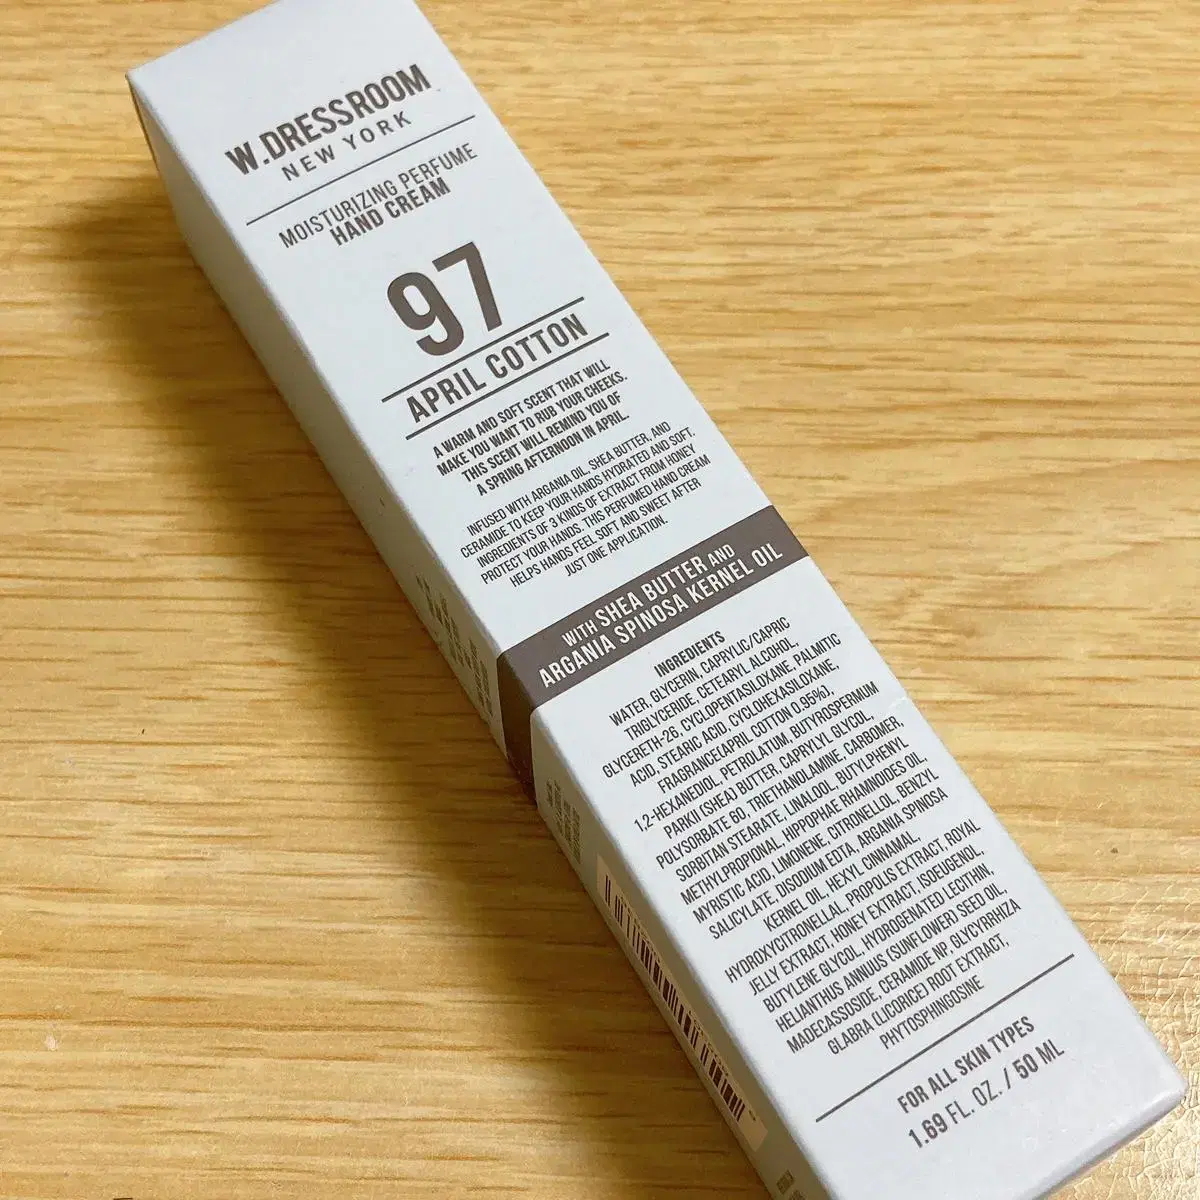 W.DRESSROOM
NEW YORK
MOISTURIZING PERFUME
HAND CREAM
97
APRIL COTTON
A WARM AND SOFT SCENT THAT WILL
MAKE YOU WANT TO RUB YOUR CHEEKS.
THIS SCENT WILL REMIND YOU OF
A SPRING AFTERNOON IN APRIL.
INFUSED WITH ARGANIA OIL, SHEA BUTTER, AND
CERAMIDE TO KEEP YOUR HANDS HYDRATED AND SOFT.
INGREDIENTS OF 3 KINDS OF EXTRACT FROM HONEY
PROTECT YOUR HANDS. THIS PERFUMED HAND CREAM
HELPS HANDS FEEL SOFT AND SWEET AFTER
JUST ONE APPLICATION.
WITH SHEA BUTTER AND
ARGANIA SPINOSA KERNEL OIL
INGREDIENTS
WATER, GLYCERIN, CAPRYLIC/CAPRIC
TRIGLYCERIDE, CETEARYL ALCOHOL,
GLYCERETH-26, CYCLOPENTASILOXANE, PALMITIC
ACID, STEARIC ACID, CYCLOHEXASILOXANE,
FRAGRANCE(APRIL COTTON 0.95%),
1,2-HEXANEDIOL, PETROLATUM, BUTYROSPERMUM
PARKII (SHEA) BUTTER, CAPRYLYL GLYCOL,
POLYSORBATE 60, TRIETHANOLAMINE, CARBOMER,
SORBITAN STEARATE, LINALOOL, BUTYLPHENYL
METHYLPROPIONAL, HIPPOPHAE RHAMNOIDES OIL,
MYRISTIC ACID, LIMONENE, CITRONELLOL, BENZYL
SALICYLATE, DISODIUM EDTA, ARGANIA SPINOSA
KERNEL OIL, HEXYL CINNAMAL,
HYDROXYCITRONELLAL, PROPOLIS EXTRACT, ROYAL
JELLY EXTRACT, HONEY EXTRACT, ISOEUGENOL,
BUTYLENE GLYCOL, HYDROGENATED LECITHIN,
HELIANTHUS ANNUUS (SUNFLOWER) SEED OIL,
MADECASSOSIDE, CERAMIDE NP, GLYCYRRHIZA
GLABRA (LICORICE) ROOT EXTRACT,
PHYTOSPHINGOSINE
FOR ALL SKIN TYPES
1.69 FL. OZ. / 50 ML